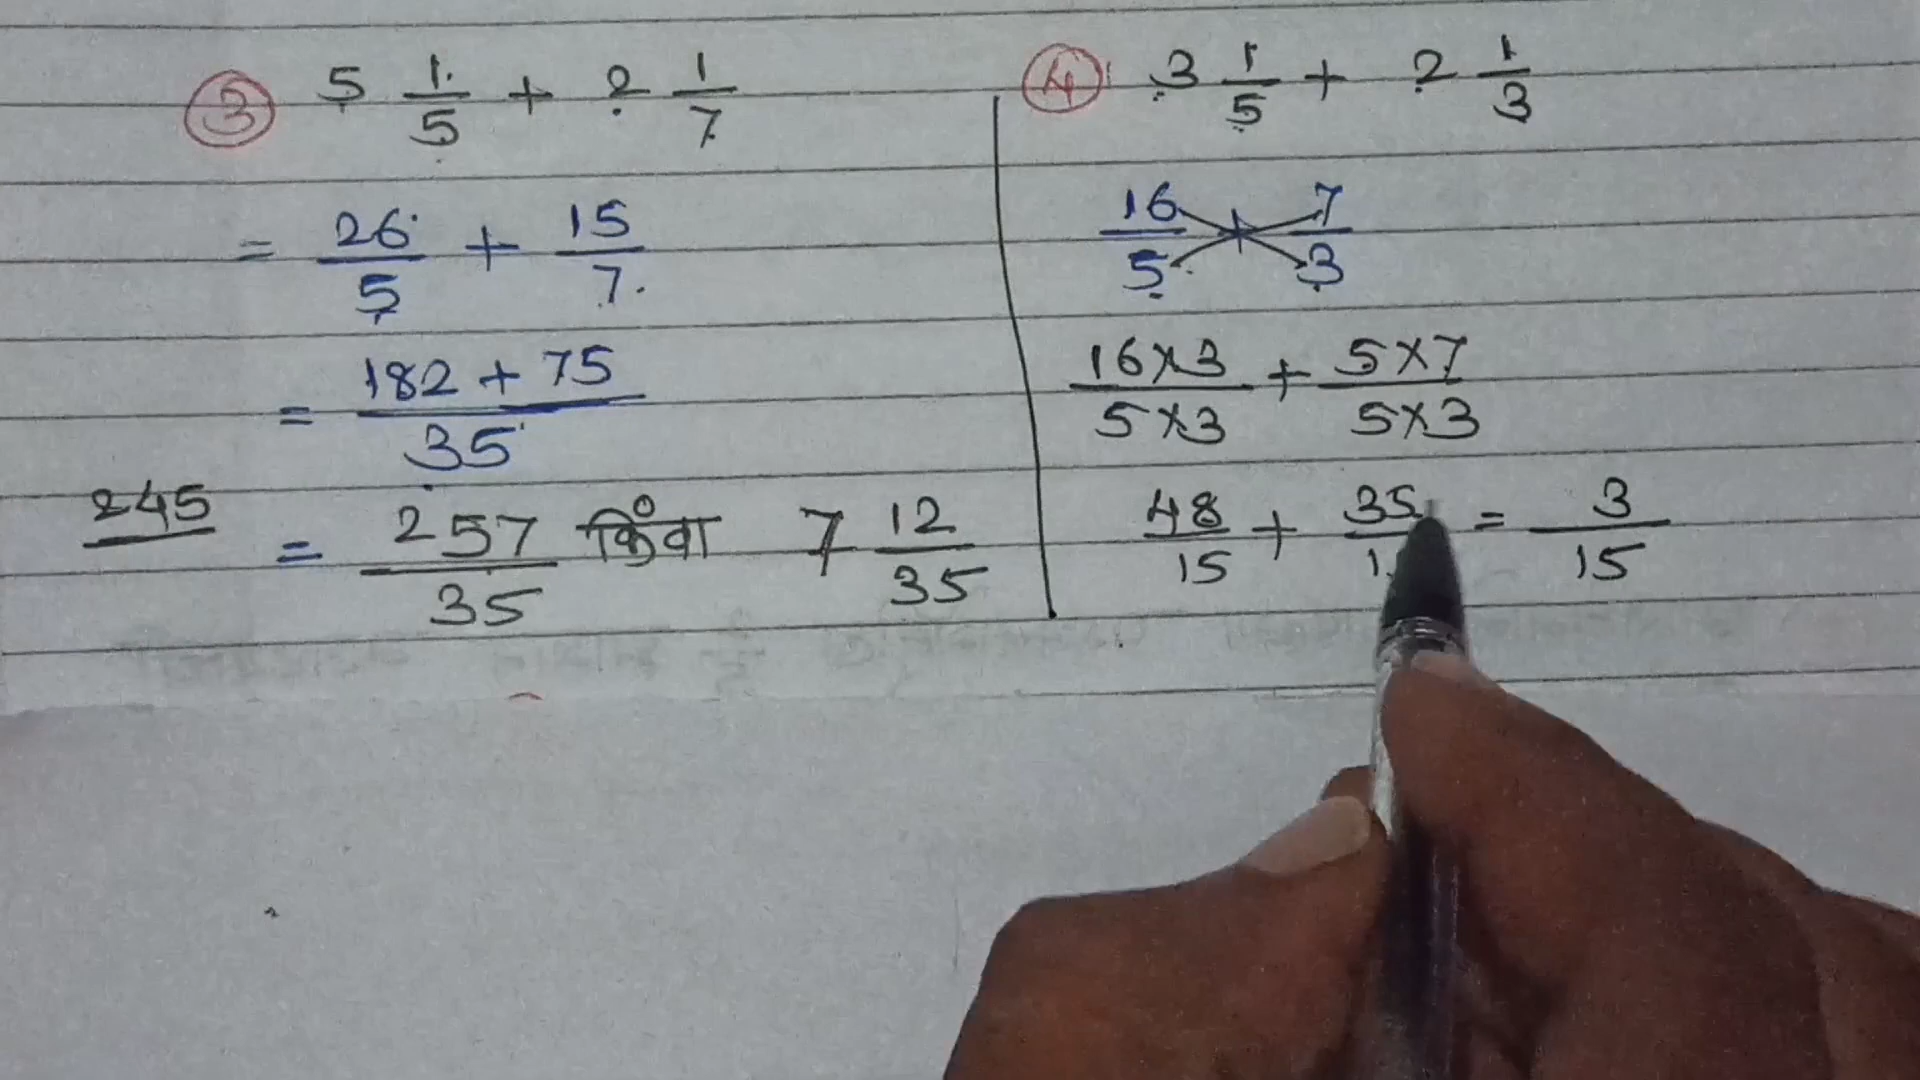 ③ 5 1/5 + 2 1/7
= 26/5 + 15/7
= (182 + 75)/35
245
= 257/35 किंवा 7 12/35
④ 3 1/5 + 2 1/3
16/5 + 7/3
(16×3)/(5×3) + (5×7)/(5×3)
48/15 + 35/1 = 3/15